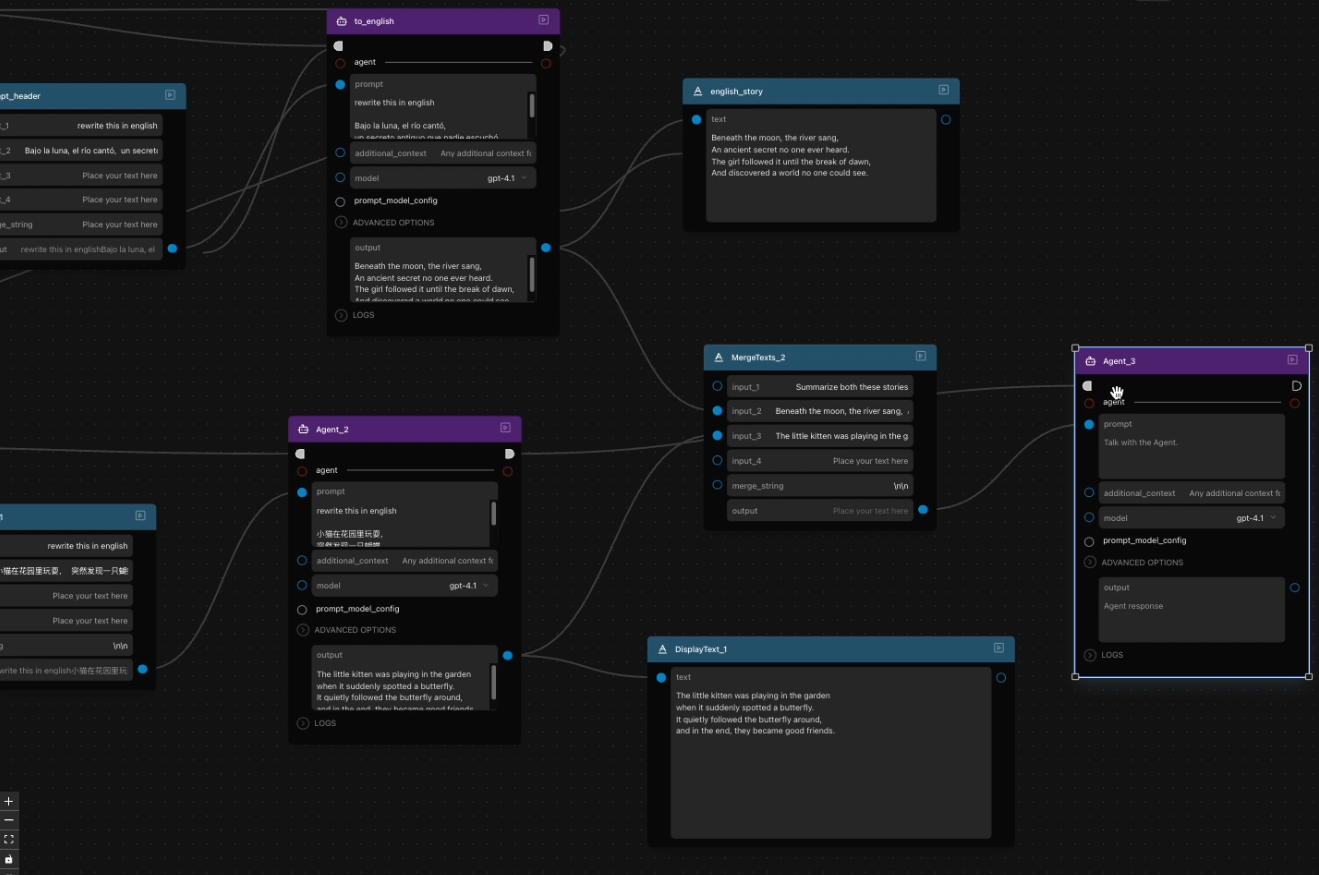 to_english
agent
prompt
rewrite this in english
Bajo la luna, el río cantó,
un secreto antiguo que nadie escuchó
additional_context Any additional context fo
model gpt-4.1
prompt_model_config
ADVANCED OPTIONS
output
Beneath the moon, the river sang,
An ancient secret no one ever heard.
The girl followed it until the break of dawn,
And discovered a world no one could see.
LOGS
pt_header
_1 rewrite this in english
_2 Bajo la luna, el río cantó, un secreto
_3 Place your text here
_4 Place your text here
ge_string Place your text here
ut rewrite this in englishBajo la luna, el
english_story
text
Beneath the moon, the river sang,
An ancient secret no one ever heard.
The girl followed it until the break of dawn,
And discovered a world no one could see.
MergeTexts_2
input_1 Summarize both these stories
input_2 Beneath the moon, the river sang,
input_3 The little kitten was playing in the g
input_4 Place your text here
merge_string \n\n
output Place your text here
Agent_3
agent
prompt
Talk with the Agent.
additional_context Any additional context fo
model gpt-4.1
prompt_model_config
ADVANCED OPTIONS
output
Agent response
LOGS
Agent_2
agent
prompt
rewrite this in english
小猫在花园里玩耍，
突然发现一只蝴蝶
additional_context Any additional context fo
model gpt-4.1
prompt_model_config
ADVANCED OPTIONS
output
The little kitten was playing in the garden
when it suddenly spotted a butterfly.
It quietly followed the butterfly around,
and in the end, they became good friends
LOGS
1
rewrite this in english
小猫在花园里玩耍， 突然发现一只蝴
Place your text here
Place your text here
g \n\n
write this in english小猫在花园里玩
DisplayText_1
text
The little kitten was playing in the garden
when it suddenly spotted a butterfly.
It quietly followed the butterfly around,
and in the end, they became good friends.